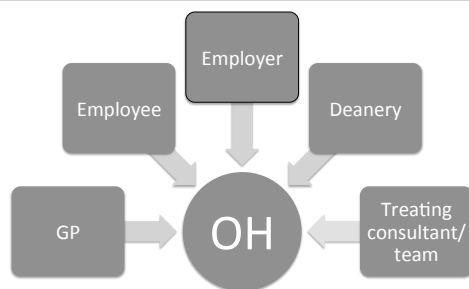 Employer
Employee
Deanery
GP
OH
Treating
consultant/
team